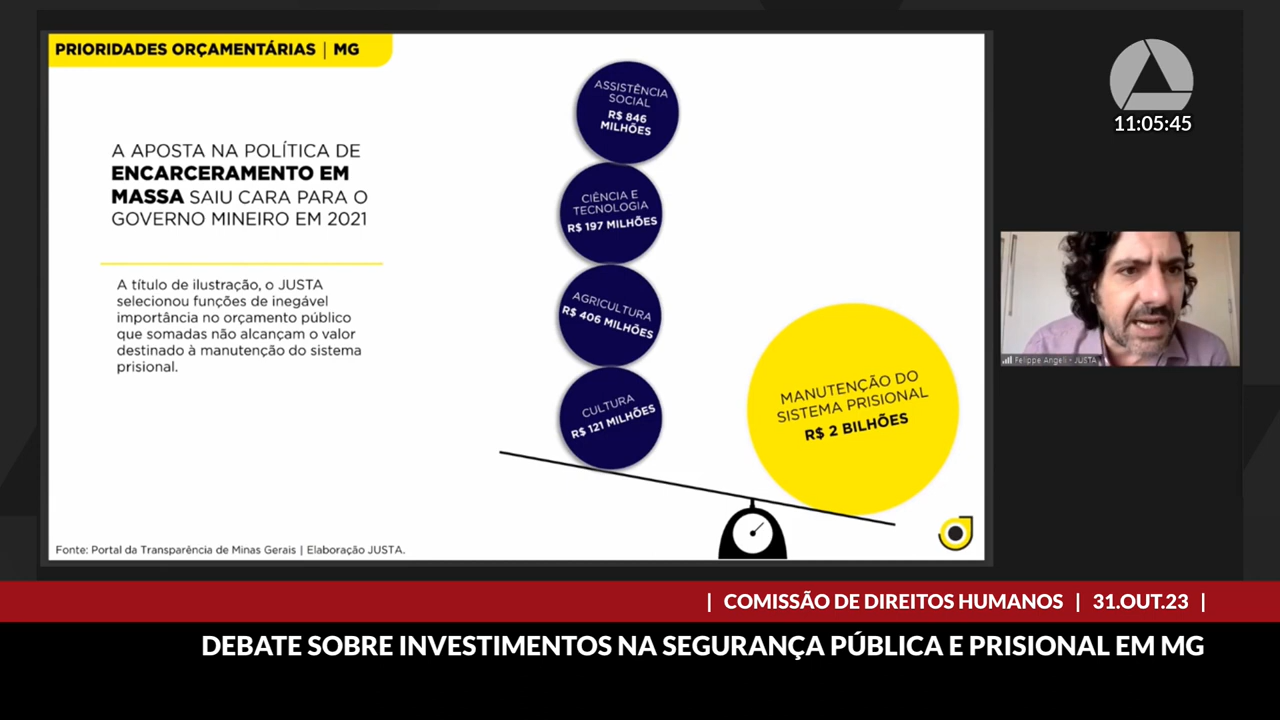 PRIORIDADES ORÇAMENTÁRIAS | MG
A APOSTA NA POLÍTICA DE
ENCARCERAMENTO EM
MASSA SAIU CARA PARA O
GOVERNO MINEIRO EM 2021
A título de ilustração, o JUSTA
selecionou funções de inegável
importância no orçamento público
que somadas não alcançam o valor
destinado à manutenção do sistema
prisional.
ASSISTÊNCIA
SOCIAL
R$ 846
MILHÕES
CIÊNCIA E
TECNOLOGIA
R$ 197 MILHÕES
AGRICULTURA
R$ 406 MILHÕES
CULTURA
R$ 121 MILHÕES
MANUTENÇÃO DO
SISTEMA PRISIONAL
R$ 2 BILHÕES
Fonte: Portal da Transparência de Minas Gerais | Elaboração JUSTA.
11:05:45
Felippe Angeli - JUSTA
| COMISSÃO DE DIREITOS HUMANOS | 31.OUT.23 |
DEBATE SOBRE INVESTIMENTOS NA SEGURANÇA PÚBLICA E PRISIONAL EM MG